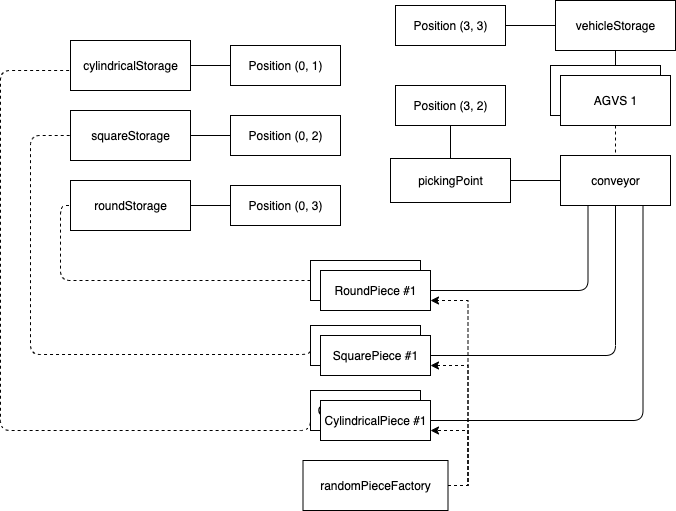 Position (3, 3)
vehicleStorage
cylindricalStorage
Position (0, 1)
AGVS 1
Position (3, 2)
squareStorage
Position (0, 2)
pickingPoint
conveyor
roundStorage
Position (0, 3)
RoundPiece #1
SquarePiece #1
CylindricalPiece #1
randomPieceFactory